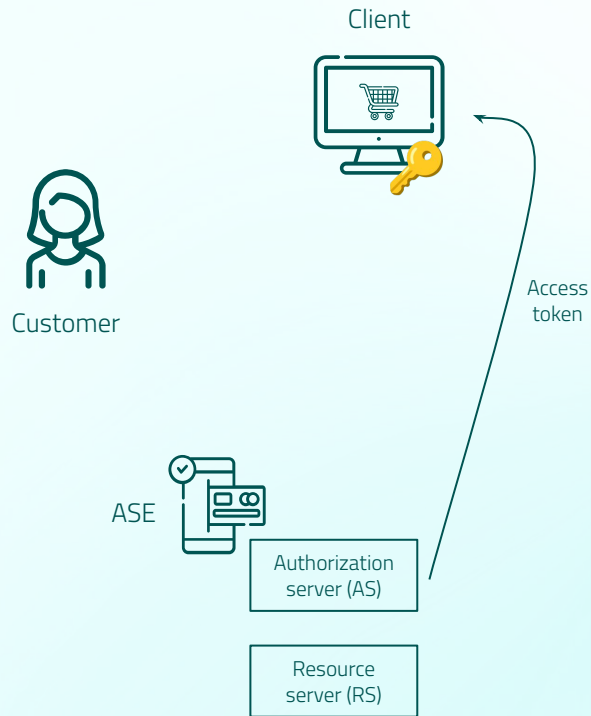 Client
Customer
Access
token
ASE
Authorization
server (AS)
Resource
server (RS)